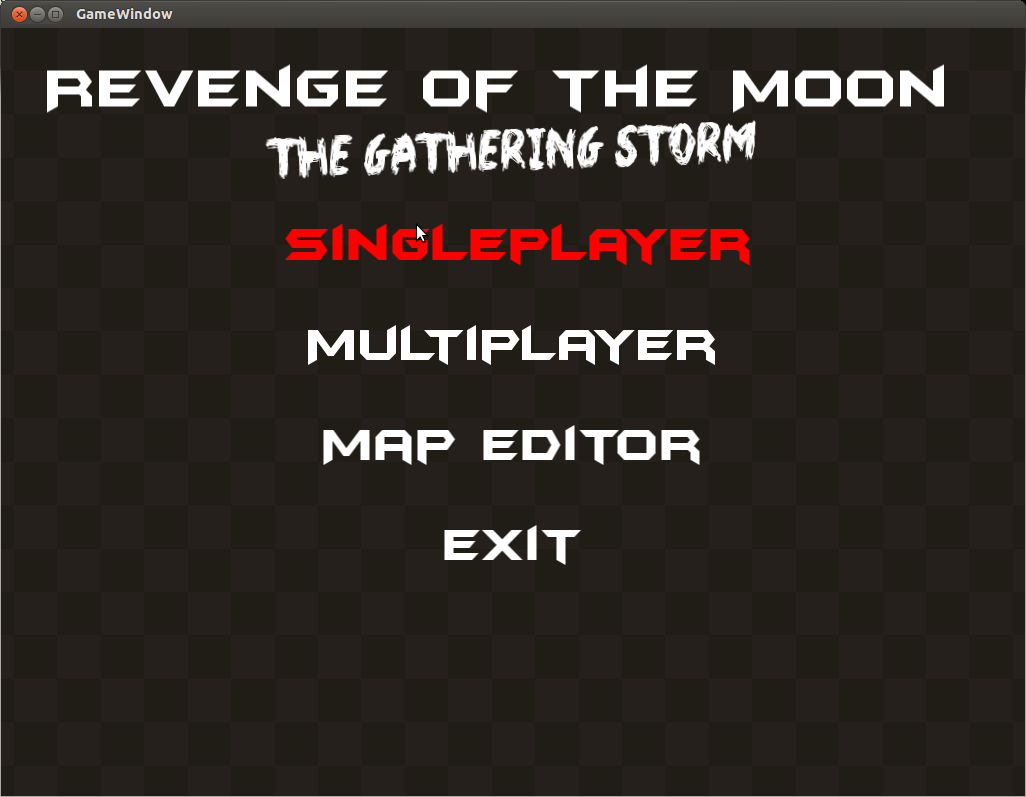 GameWindow
REVENGE OF THE MOON
THE GATHERING STORM
SINGLEPLAYER
MULTIPLAYER
MAP EDITOR
EXIT